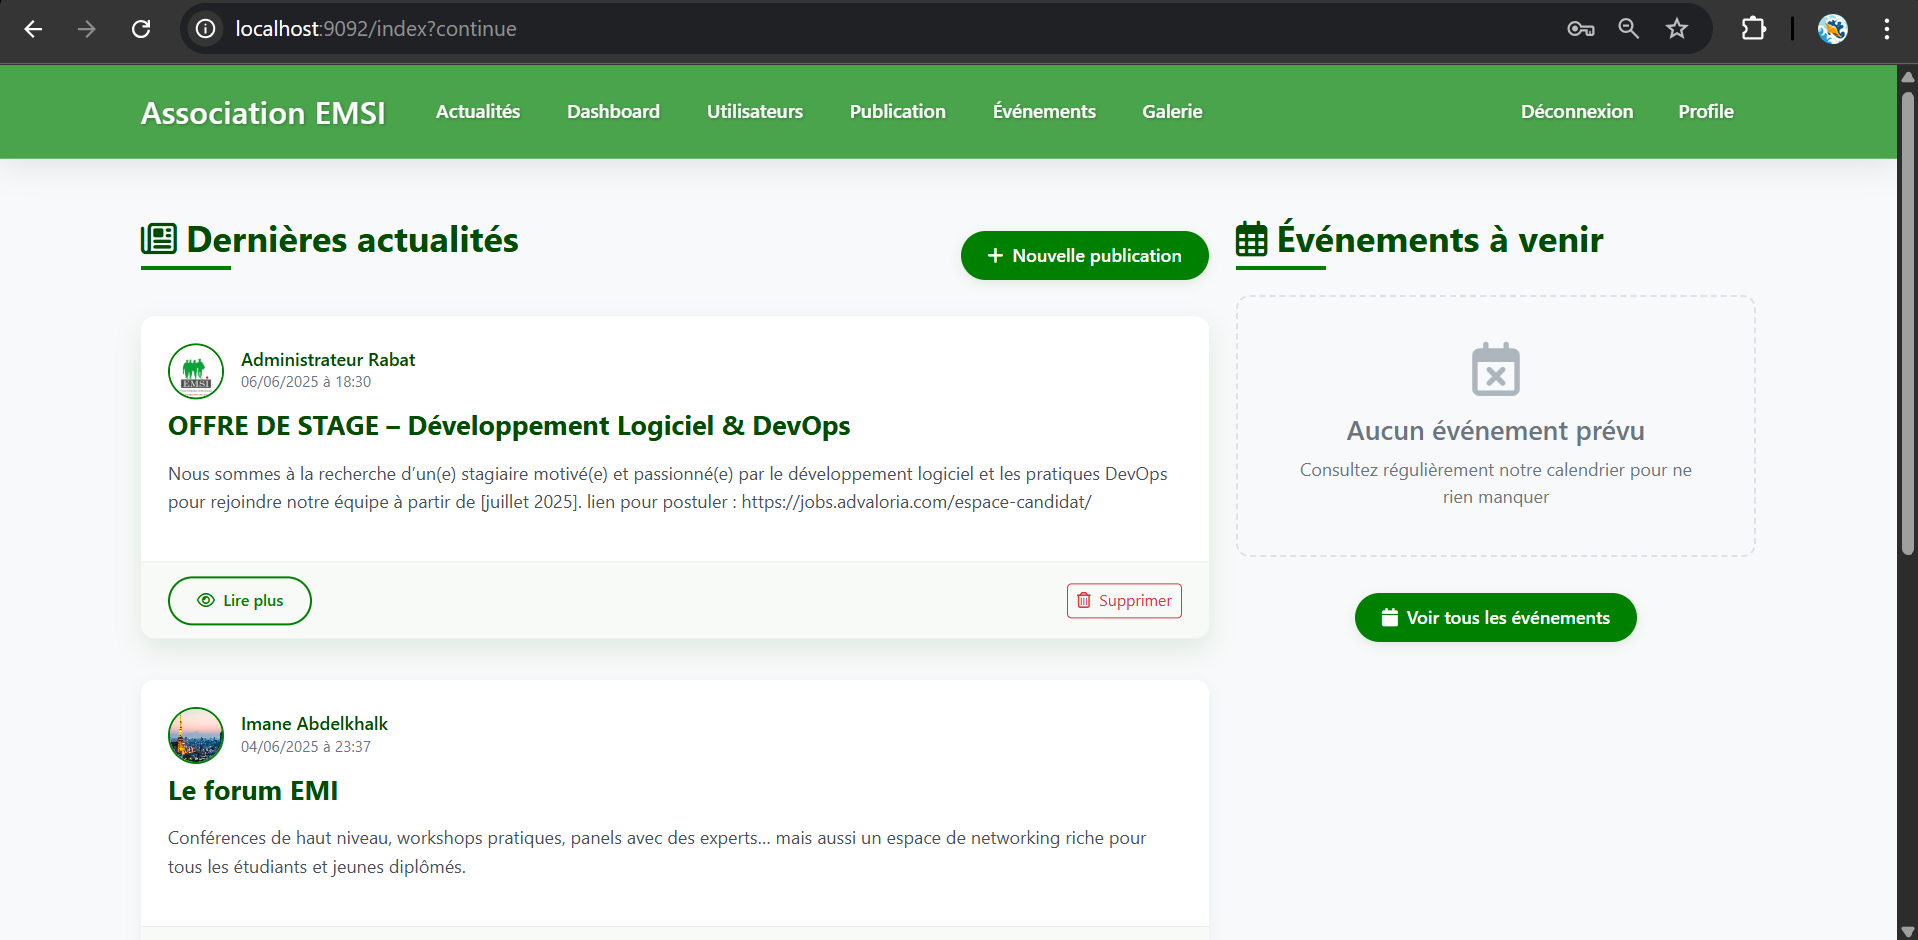 localhost:9092/index?continue
Association EMSI
Actualités
Dashboard
Utilisateurs
Publication
Événements
Galerie
Déconnexion
Profile
Dernières actualités
Nouvelle publication
EMSI
Administrateur Rabat
06/06/2025 à 18:30
OFFRE DE STAGE – Développement Logiciel & DevOps
Nous sommes à la recherche d’un(e) stagiaire motivé(e) et passionné(e) par le développement logiciel et les pratiques DevOps
pour rejoindre notre équipe à partir de [juillet 2025]. lien pour postuler : https://jobs.advaloria.com/espace-candidat/
Lire plus
Supprimer
Imane Abdelkhalk
04/06/2025 à 23:37
Le forum EMI
Conférences de haut niveau, workshops pratiques, panels avec des experts… mais aussi un espace de networking riche pour
tous les étudiants et jeunes diplômés.
Événements à venir
Aucun événement prévu
Consultez régulièrement notre calendrier pour ne
rien manquer
Voir tous les événements